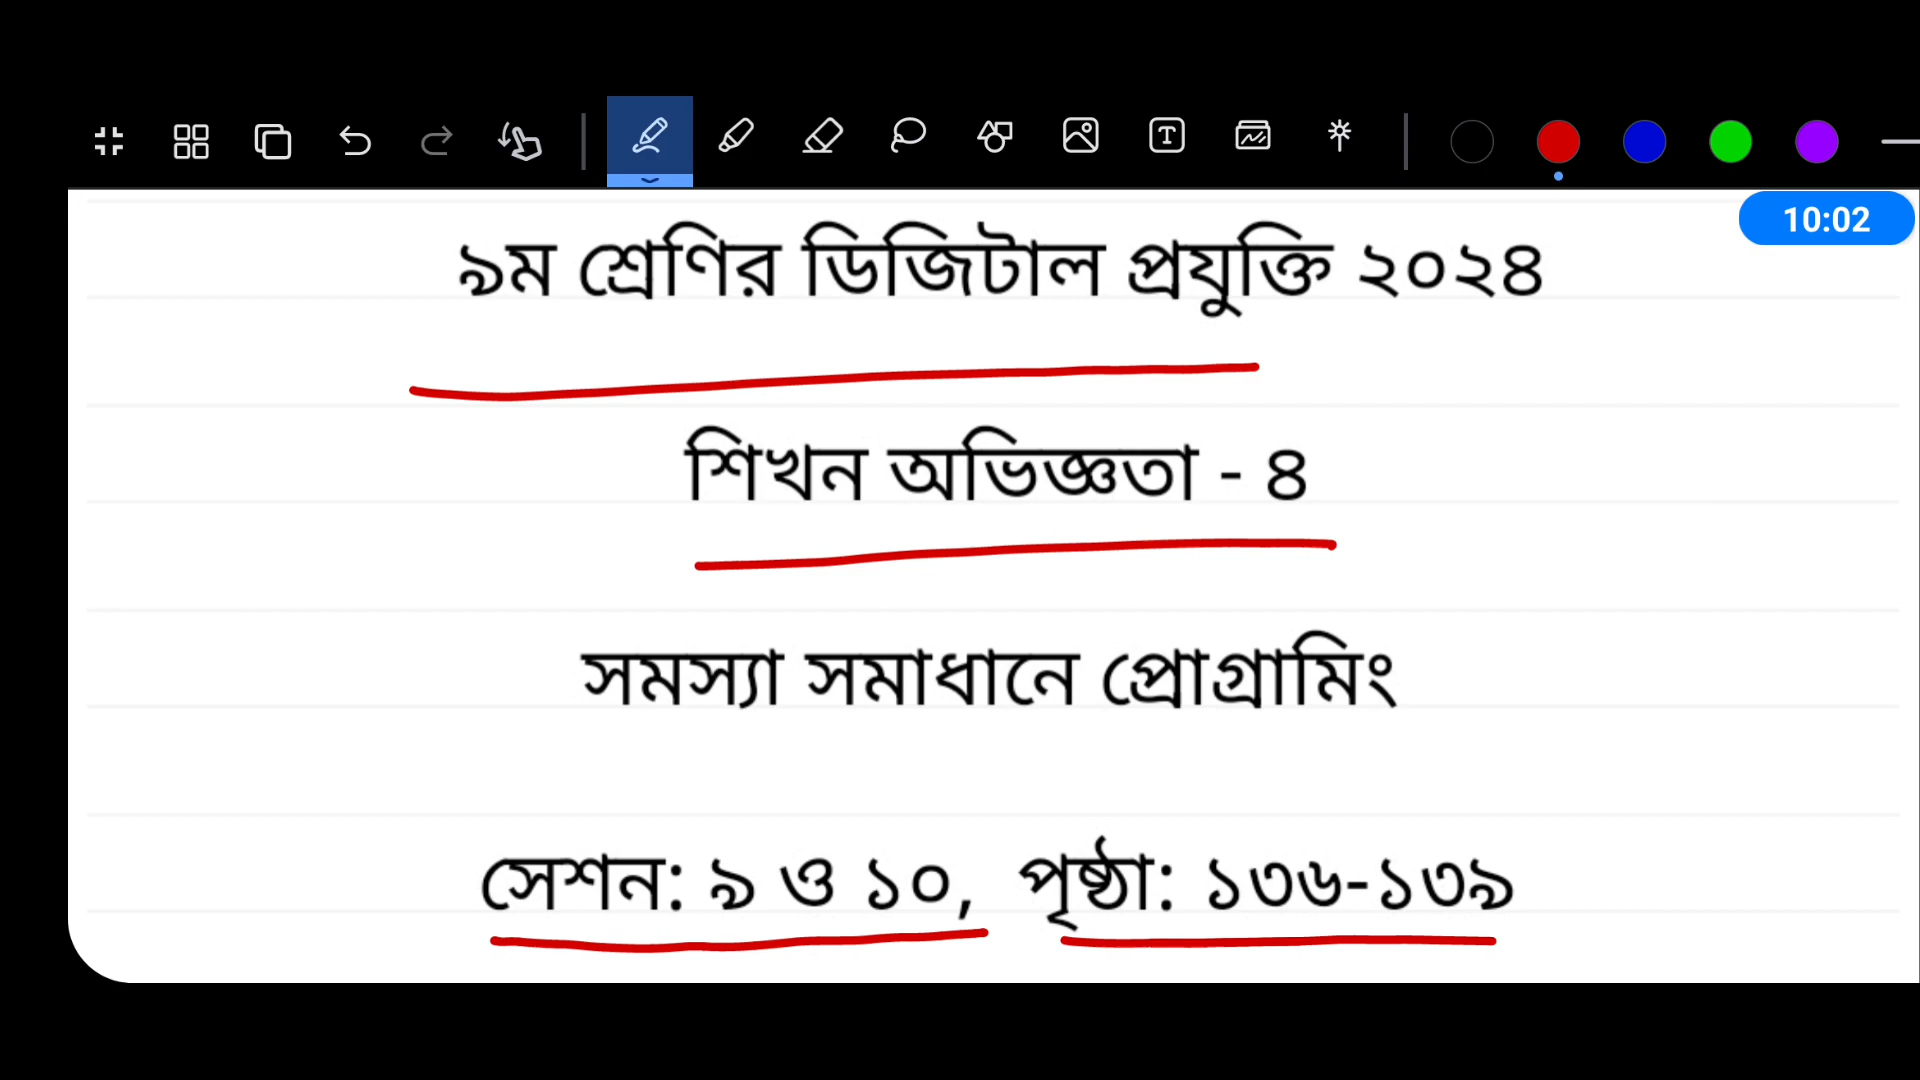 10:02
৯ম শ্রেণির ডিজিটাল প্রযুক্তি ২০২৪
শিখন অভিজ্ঞতা - ৪
সমস্যা সমাধানে প্রোগ্রামিং
সেশন: ৯ ও ১০, পৃষ্ঠা: ১৩৬-১৩৯